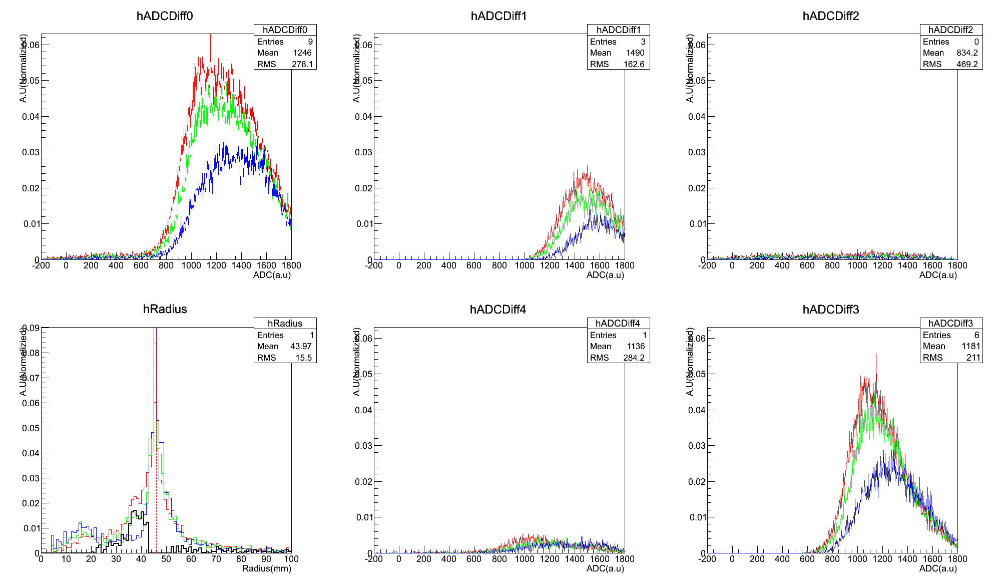 hADCDiff0
hADCDiff0
Entries 9
Mean 1246
RMS 278.1
A.U(Normalizied)
0.06
0.05
0.04
0.03
0.02
0.01
0
-200 0 200 400 600 800 1000 1200 1400 1600 1800
ADC(a.u)
hADCDiff1
hADCDiff1
Entries 3
Mean 1490
RMS 162.6
A.U(Normalizied)
0.06
0.05
0.04
0.03
0.02
0.01
0
-200 0 200 400 600 800 1000 1200 1400 1600 1800
ADC(a.u)
hADCDiff2
hADCDiff2
Entries 0
Mean 834.2
RMS 469.2
A.U(Normalizied)
0.06
0.05
0.04
0.03
0.02
0.01
0
-200 0 200 400 600 800 1000 1200 1400 1600 1800
ADC(a.u)
hRadius
hRadius
Entries 1
Mean 43.97
RMS 15.5
A.U(Normalizied)
0.09
0.08
0.07
0.06
0.05
0.04
0.03
0.02
0.01
0
0 10 20 30 40 50 60 70 80 90 100
Radius(mm)
hADCDiff4
hADCDiff4
Entries 1
Mean 1136
RMS 284.2
A.U(Normalizied)
0.06
0.05
0.04
0.03
0.02
0.01
0
-200 0 200 400 600 800 1000 1200 1400 1600 1800
ADC(a.u)
hADCDiff3
hADCDiff3
Entries 6
Mean 1181
RMS 211
A.U(Normalizied)
0.06
0.05
0.04
0.03
0.02
0.01
0
-200 0 200 400 600 800 1000 1200 1400 1600 1800
ADC(a.u)